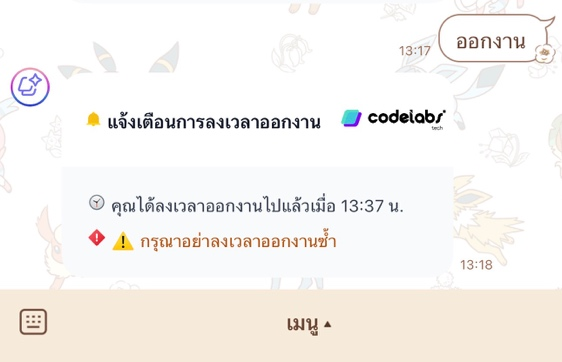 ออกงาน
13:17
แจ้งเตือนการลงเวลาออกงาน
codelabs
tech
คุณได้ลงเวลาออกงานไปแล้วเมื่อ 13:37 น.
กรุณาอย่าลงเวลาออกงานซ้ำ
13:18
เมนู